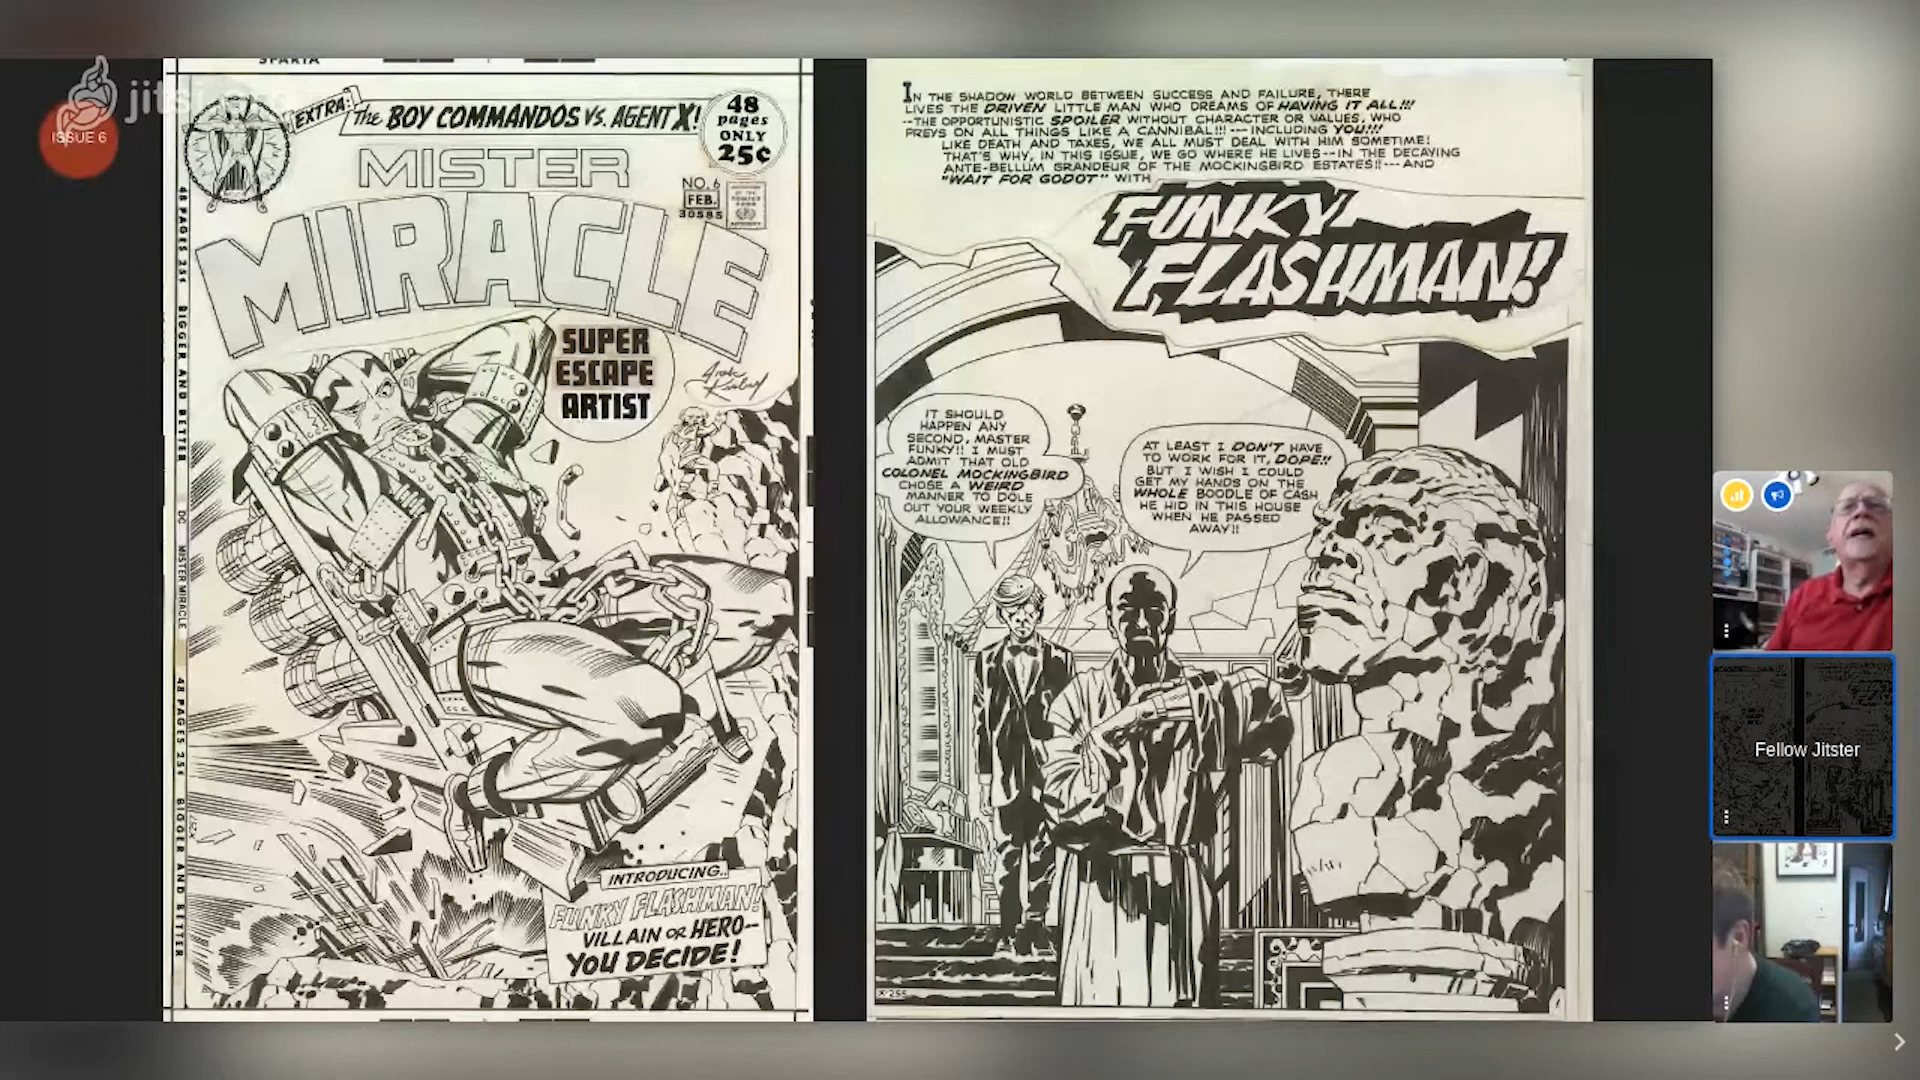 SPARTA
jitsi.org
ISSUE 6
EXTRA: The BOY COMMANDOS VS. AGENT X!
48
pages
ONLY
25¢
MISTER
MIRACLE
NO. 6
FEB.
30585
SUPER
ESCAPE
ARTIST
Jack
Kirby
48 PAGES 25¢ BIGGER AND BETTER DC MISTER MIRACLE 48 PAGES 25¢ BIGGER AND BETTER
INTRODUCING..
FUNKY FLASHMAN!
VILLAIN OR HERO--
YOU DECIDE!
IN THE SHADOW WORLD BETWEEN SUCCESS AND FAILURE, THERE
LIVES THE DRIVEN LITTLE MAN WHO DREAMS OF HAVING IT ALL!!!
--THE OPPORTUNISTIC SPOILER WITHOUT CHARACTER OR VALUES, WHO
PREYS ON ALL THINGS LIKE A CANNIBAL!!! --- INCLUDING YOU!!!
LIKE DEATH AND TAXES, WE ALL MUST DEAL WITH HIM SOMETIME!
THAT'S WHY, IN THIS ISSUE, WE GO WHERE HE LIVES--IN THE DECAYING
ANTE-BELLUM GRANDEUR OF THE MOCKINGBIRD ESTATES!!---AND
"WAIT FOR GODOT" WITH
FUNKY
FLASHMAN!
IT SHOULD
HAPPEN ANY
SECOND, MASTER
FUNKY!! I MUST
ADMIT THAT OLD
COLONEL MOCKINGBIRD
CHOSE A WEIRD
MANNER TO DOLE
OUT YOUR WEEKLY
ALLOWANCE!!
AT LEAST I DON'T HAVE
TO WORK FOR IT, DOPE!!
BUT I WISH I COULD
GET MY HANDS ON THE
WHOLE BOODLE OF CASH
HE HID IN THIS HOUSE
WHEN HE PASSED
AWAY!!
X-255
Fellow Jitster